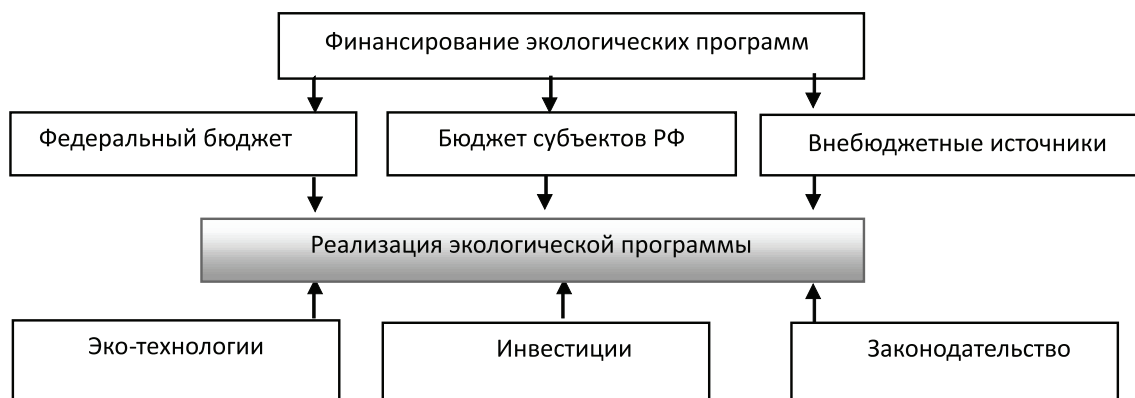 Финансирование экологических программ
Федеральный бюджет
Бюджет субъектов РФ
Внебюджетные источники
Реализация экологической программы
Эко-технологии
Инвестиции
Законодательство